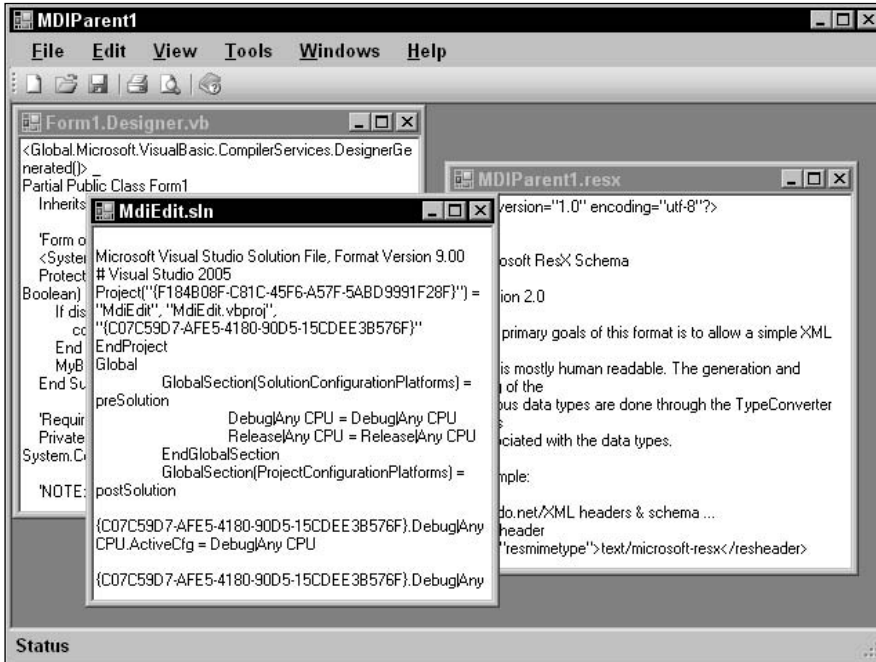 MDIParent1
File Edit View Tools Windows Help
Form1.Designer.vb
<Global.Microsoft.VisualBasic.CompilerServices.DesignerGe
nerated()> _
Partial Public Class Form1
Inherits
'Form o
<Syste
Protect
Boolean)
If dis
co
End
MyB
End Su
'Requir
Private
System.Co
'NOTE:
MdiEdit.sln
Microsoft Visual Studio Solution File, Format Version 9.00
# Visual Studio 2005
Project("{F184B08F-C81C-45F6-A57F-5ABD9991F28F}") =
"MdiEdit", "MdiEdit.vbproj",
"{C07C59D7-AFE5-4180-90D5-15CDEE3B576F}"
EndProject
Global
GlobalSection(SolutionConfigurationPlatforms) =
preSolution
Debug|Any CPU = Debug|Any CPU
Release|Any CPU = Release|Any CPU
EndGlobalSection
GlobalSection(ProjectConfigurationPlatforms) =
postSolution
{C07C59D7-AFE5-4180-90D5-15CDEE3B576F}.Debug|Any
CPU.ActiveCfg = Debug|Any CPU
{C07C59D7-AFE5-4180-90D5-15CDEE3B576F}.Debug|Any
MDIParent1.resx
version="1.0" encoding="utf-8"?>
osoft ResX Schema
ion 2.0
primary goals of this format is to allow a simple XML
is mostly human readable. The generation and
of the
ous data types are done through the TypeConverter
s
ciated with the data types.
mple:
do.net/XML headers & schema ...
header
"resmimetype">text/microsoft-resx</resheader>
Status